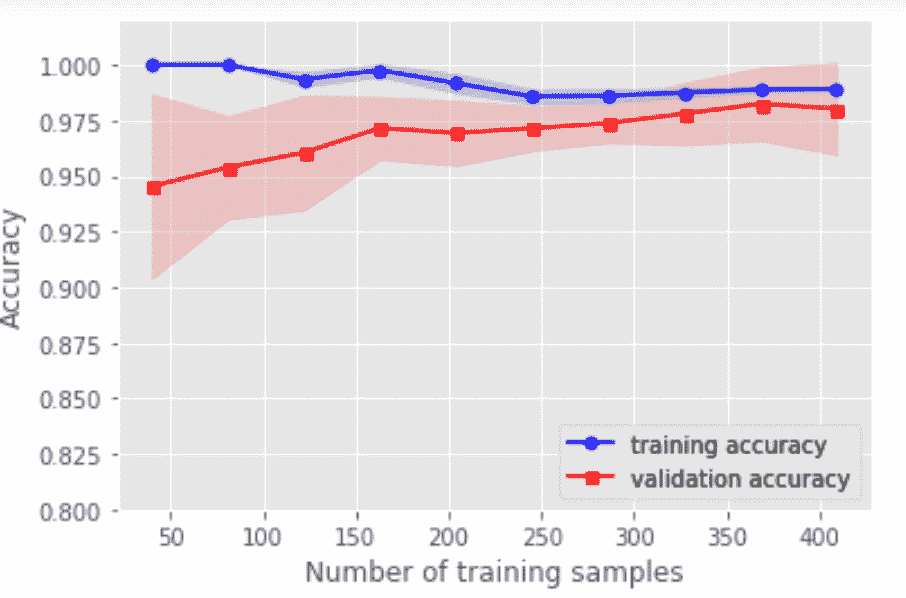 1.000
0.975
0.950
0.925
0.900
0.875
0.850
0.825
0.800
Accuracy
50 100 150 200 250 300 350 400
Number of training samples
training accuracy
validation accuracy